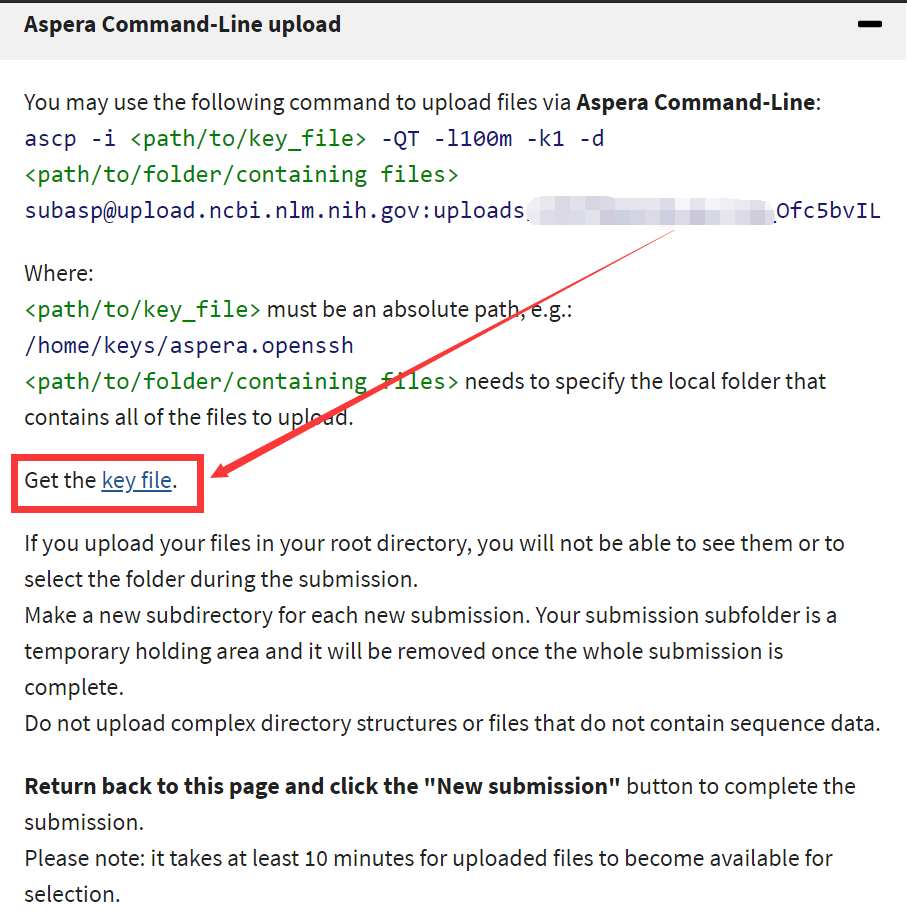 Aspera Command-Line upload
You may use the following command to upload files via Aspera Command-Line:
ascp -i <path/to/key_file> -QT -l100m -k1 -d
<path/to/folder/containing files>
subasp@upload.ncbi.nlm.nih.gov:uploads _Ofc5bvIL
Where:
<path/to/key_file> must be an absolute path, e.g.:
/home/keys/aspera.openssh
<path/to/folder/containing files> needs to specify the local folder that
contains all of the files to upload.
Get the key file.
If you upload your files in your root directory, you will not be able to see them or to
select the folder during the submission.
Make a new subdirectory for each new submission. Your submission subfolder is a
temporary holding area and it will be removed once the whole submission is
complete.
Do not upload complex directory structures or files that do not contain sequence data.
Return back to this page and click the "New submission" button to complete the
submission.
Please note: it takes at least 10 minutes for uploaded files to become available for
selection.